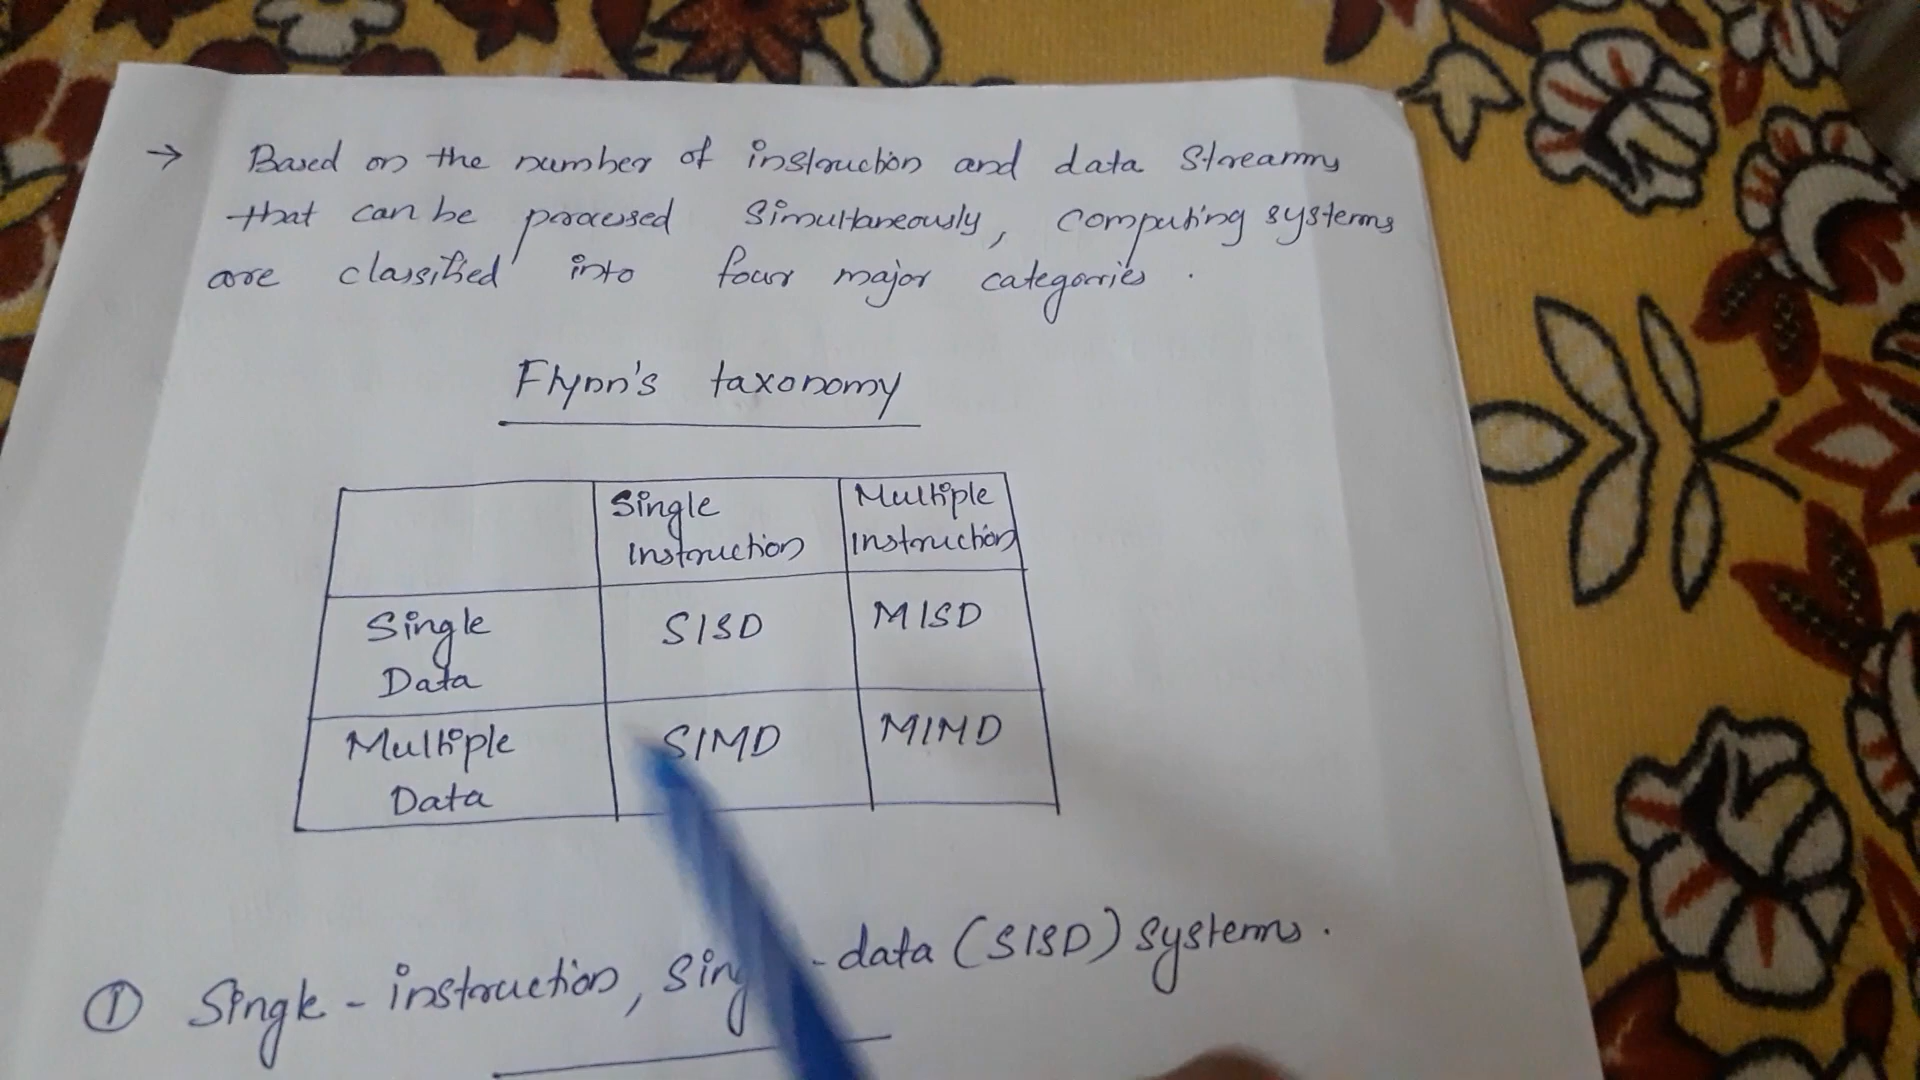 → Based on the number of instruction and data streams
that can be processed simultaneously, computing systems
are classified into four major categories.
Flynn's taxonomy
Single Instruction Multiple Instruction
Single Data SISD MISD
Multiple Data SIMD MIMD
① Single - instruction, - data (SISD) systems.